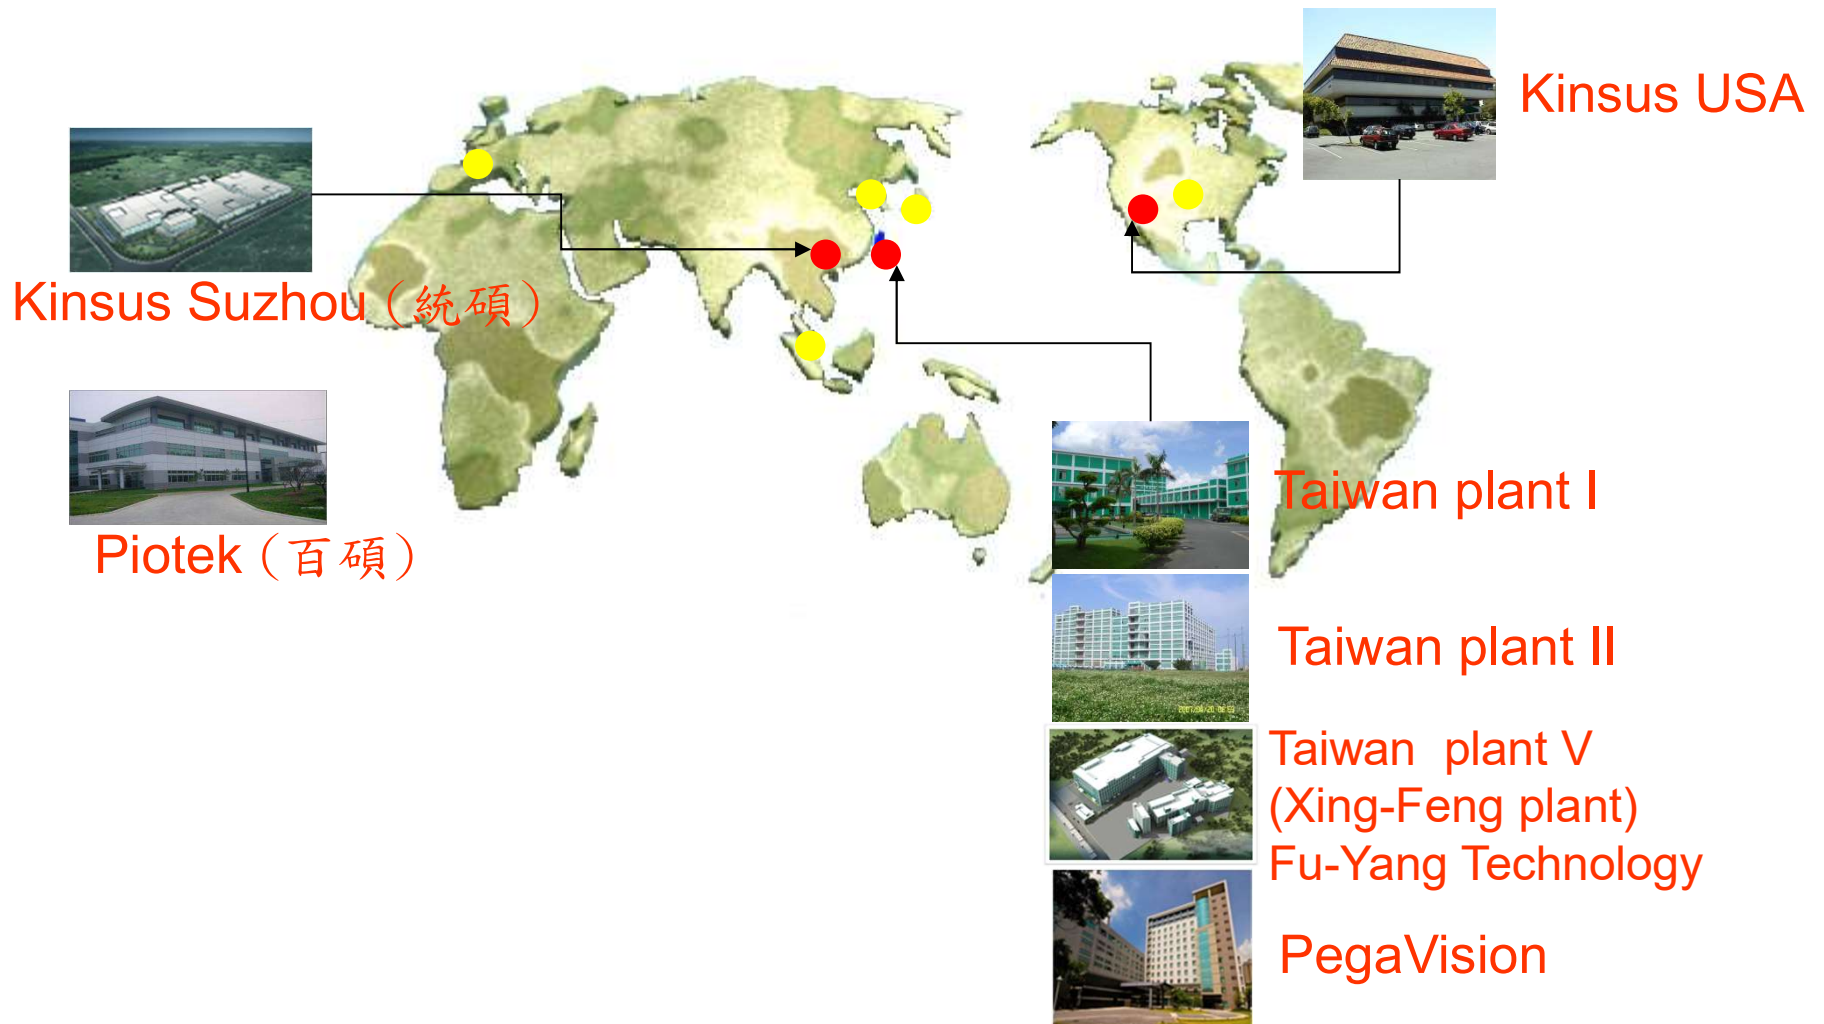 Kinsus USA
Kinsus Suzhou（統碩）
Piotek（百碩）
Taiwan plant I
Taiwan plant II
Taiwan  plant V
(Xing-Feng plant)
Fu-Yang Technology
PegaVision